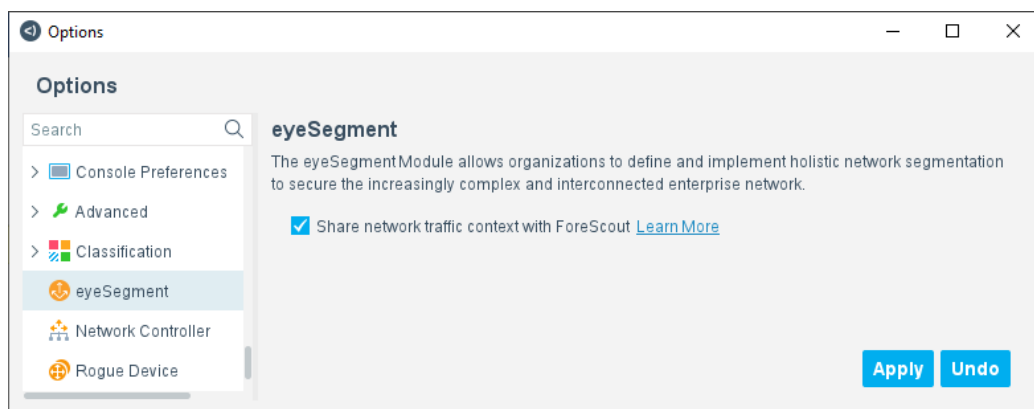 Options
Options
Search
Console Preferences
Advanced
Classification
eyeSegment
Network Controller
Rogue Device
eyeSegment
The eyeSegment Module allows organizations to define and implement holistic network segmentation
to secure the increasingly complex and interconnected enterprise network.
Share network traffic context with ForeScout Learn More
Apply Undo